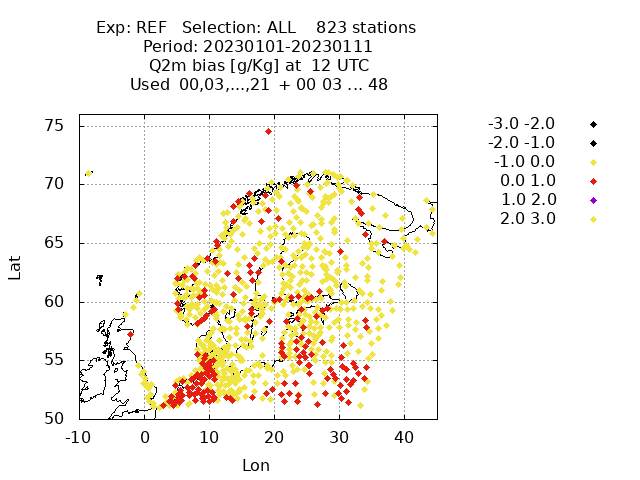 Exp: REF Selection: ALL 823 stations
Period: 20230101-20230111
Q2m bias [g/Kg] at 12 UTC
Used 00,03,...,21 + 00 03 ... 48
-3.0 -2.0
-2.0 -1.0
-1.0 0.0
0.0 1.0
1.0 2.0
2.0 3.0
75
70
65
60
55
50
Lat
-10 0 10 20 30 40
Lon